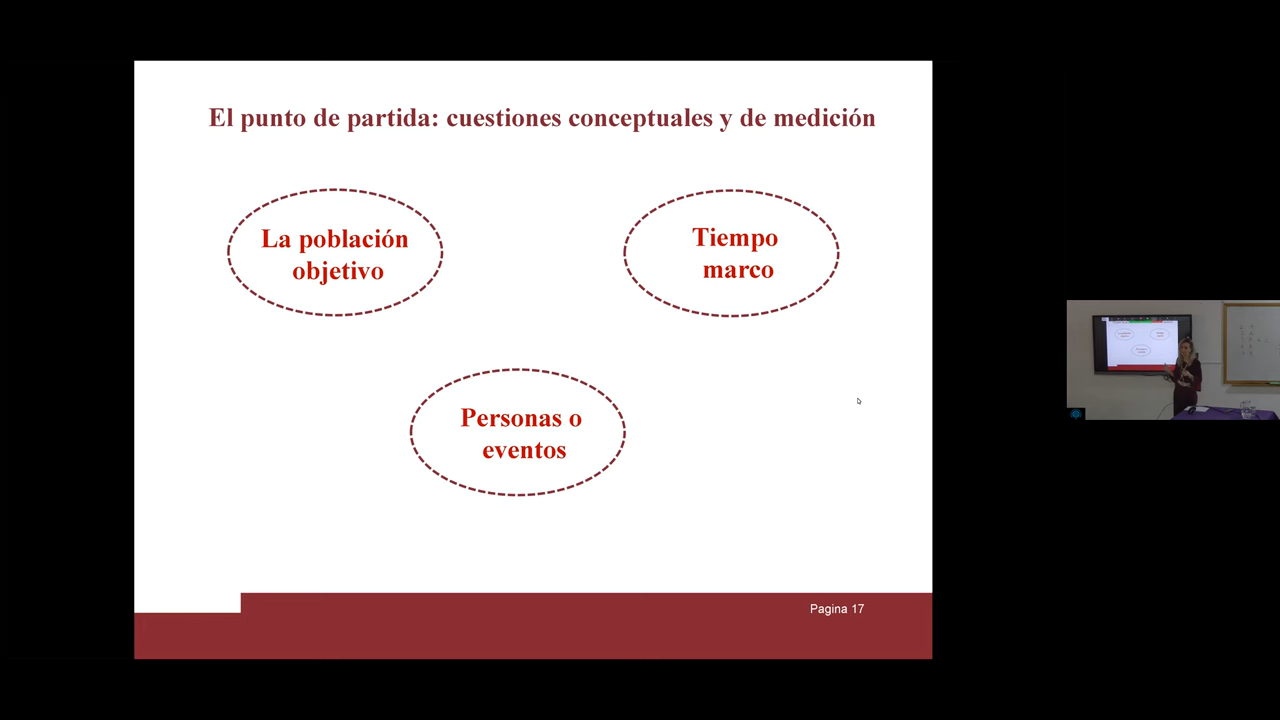 El punto de partida: cuestiones conceptuales y de medición
La población
objetivo
Tiempo
marco
Personas o
eventos
Pagina 17